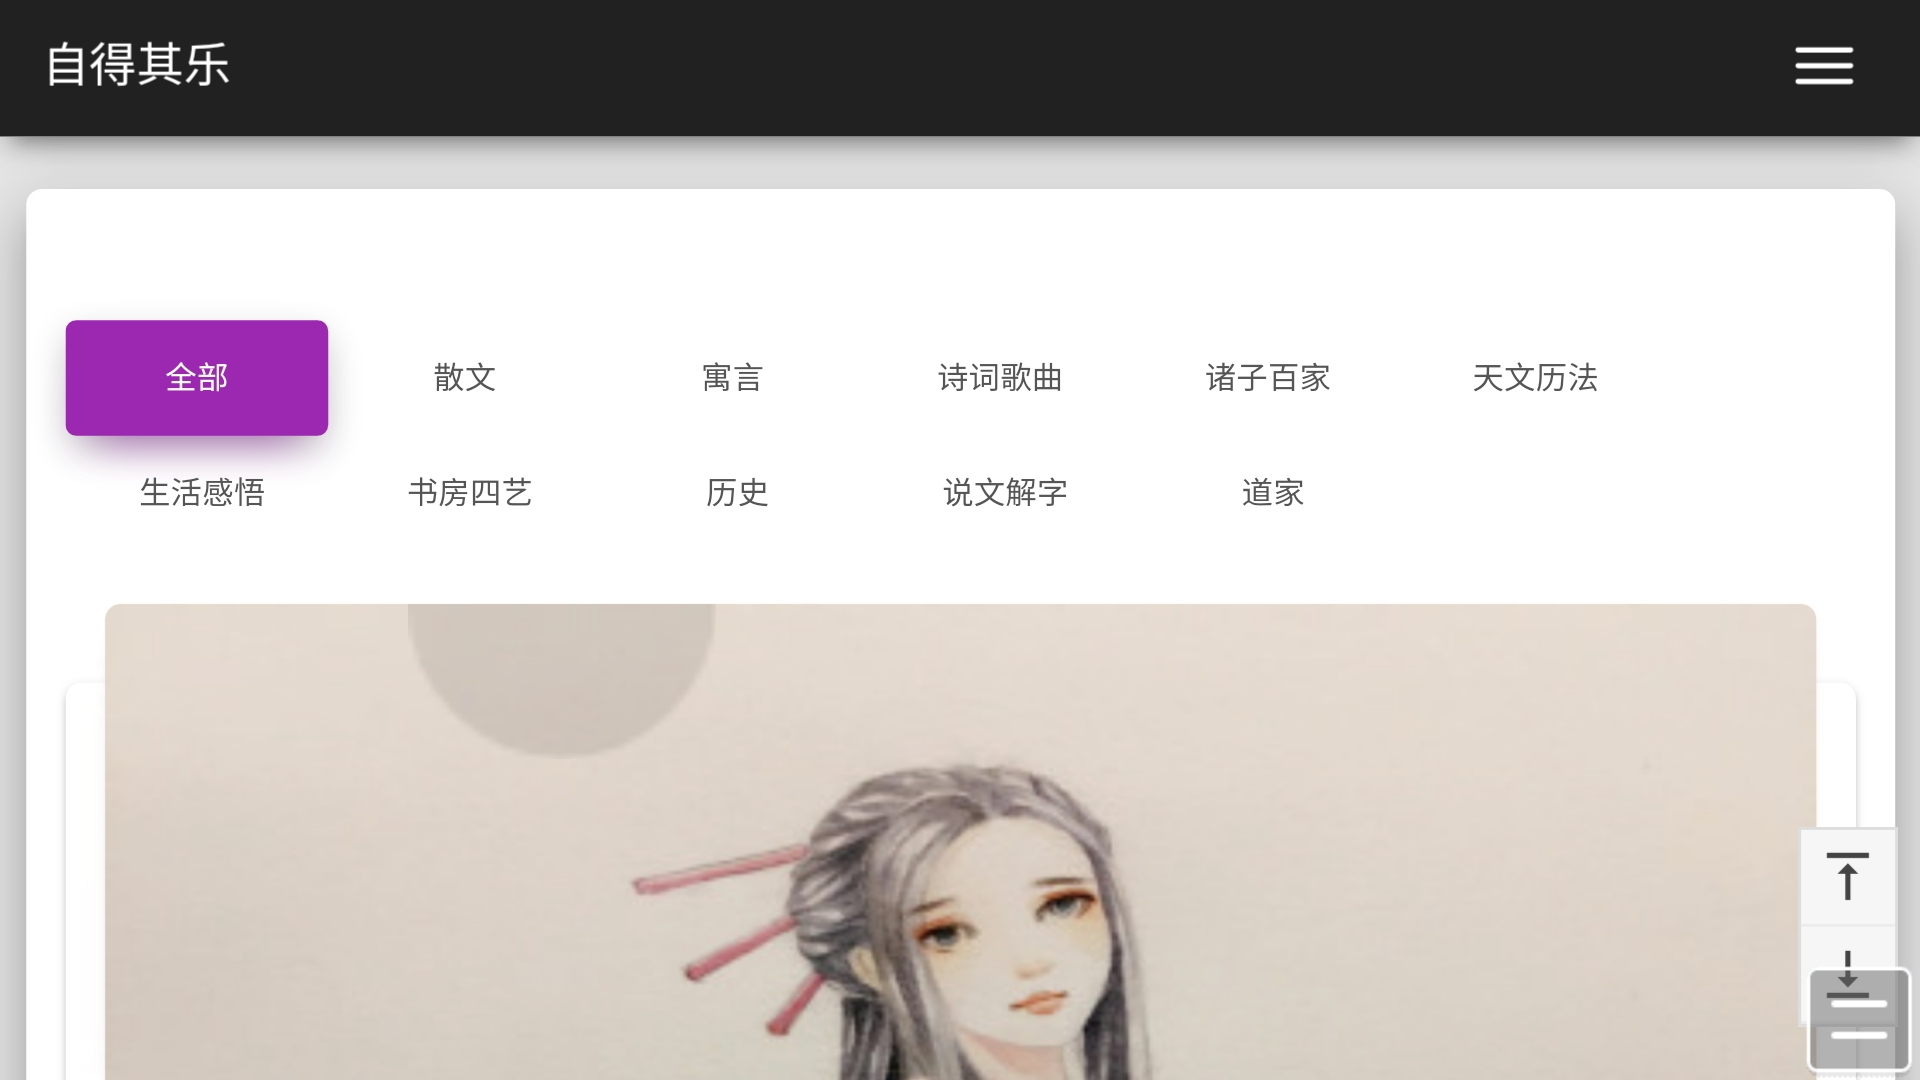 自得其乐
全部 散文 寓言 诗词歌曲 诸子百家 天文历法
生活感悟 书房四艺 历史 说文解字 道家